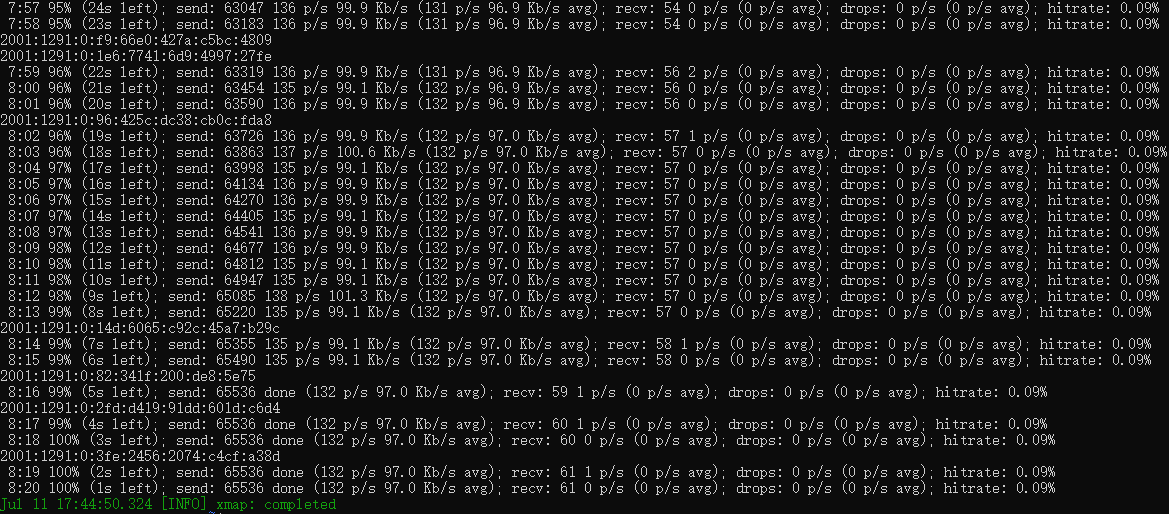 7:57 95% (24s left); send: 63047 136 p/s 99.9 Kb/s (131 p/s 96.9 Kb/s avg); recv: 54 0 p/s (0 p/s avg); drops: 0 p/s (0 p/s avg); hitrate: 0.09%
7:58 95% (23s left); send: 63183 135 p/s 99.9 Kb/s (131 p/s 96.9 Kb/s avg); recv: 54 0 p/s (0 p/s avg); drops: 0 p/s (0 p/s avg); hitrate: 0.09%
2001:1291:0:f9:66e0:427a:c5bc:4809
2001:1291:0:1e6:7741:6d9:4997:27fe
7:59 96% (22s left); send: 63319 136 p/s 99.9 Kb/s (131 p/s 96.9 Kb/s avg); recv: 56 2 p/s (0 p/s avg); drops: 0 p/s (0 p/s avg); hitrate: 0.09%
8:00 96% (21s left); send: 63454 135 p/s 99.1 Kb/s (132 p/s 96.9 Kb/s avg); recv: 56 0 p/s (0 p/s avg); drops: 0 p/s (0 p/s avg); hitrate: 0.09%
8:01 96% (20s left); send: 63590 135 p/s 99.9 Kb/s (132 p/s 96.9 Kb/s avg); recv: 56 0 p/s (0 p/s avg); drops: 0 p/s (0 p/s avg); hitrate: 0.09%
2001:1291:0:96:425c:dc38:cb0c:fda8
8:02 96% (19s left); send: 63726 136 p/s 99.9 Kb/s (132 p/s 97.0 Kb/s avg); recv: 57 1 p/s (0 p/s avg); drops: 0 p/s (0 p/s avg); hitrate: 0.09%
8:03 96% (18s left); send: 63863 137 p/s 100.6 Kb/s (132 p/s 97.0 Kb/s avg); recv: 57 0 p/s (0 p/s avg); drops: 0 p/s (0 p/s avg); hitrate: 0.09%
8:04 97% (17s left); send: 63998 135 p/s 99.1 Kb/s (132 p/s 97.0 Kb/s avg); recv: 57 0 p/s (0 p/s avg); drops: 0 p/s (0 p/s avg); hitrate: 0.09%
8:05 97% (16s left); send: 64134 136 p/s 99.9 Kb/s (132 p/s 97.0 Kb/s avg); recv: 57 0 p/s (0 p/s avg); drops: 0 p/s (0 p/s avg); hitrate: 0.09%
8:06 97% (15s left); send: 64270 136 p/s 99.9 Kb/s (132 p/s 97.0 Kb/s avg); recv: 57 0 p/s (0 p/s avg); drops: 0 p/s (0 p/s avg); hitrate: 0.09%
8:07 97% (14s left); send: 64405 135 p/s 99.1 Kb/s (132 p/s 97.0 Kb/s avg); recv: 57 0 p/s (0 p/s avg); drops: 0 p/s (0 p/s avg); hitrate: 0.09%
8:08 97% (13s left); send: 64541 136 p/s 99.9 Kb/s (132 p/s 97.0 Kb/s avg); recv: 57 0 p/s (0 p/s avg); drops: 0 p/s (0 p/s avg); hitrate: 0.09%
8:09 98% (12s left); send: 64677 136 p/s 99.9 Kb/s (132 p/s 97.0 Kb/s avg); recv: 57 0 p/s (0 p/s avg); drops: 0 p/s (0 p/s avg); hitrate: 0.09%
8:10 98% (11s left); send: 64812 135 p/s 99.1 Kb/s (132 p/s 97.0 Kb/s avg); recv: 57 0 p/s (0 p/s avg); drops: 0 p/s (0 p/s avg); hitrate: 0.09%
8:11 98% (10s left); send: 64947 135 p/s 99.1 Kb/s (132 p/s 97.0 Kb/s avg); recv: 57 0 p/s (0 p/s avg); drops: 0 p/s (0 p/s avg); hitrate: 0.09%
8:12 98% (9s left); send: 65085 138 p/s 101.3 Kb/s (132 p/s 97.0 Kb/s avg); recv: 57 0 p/s (0 p/s avg); drops: 0 p/s (0 p/s avg); hitrate: 0.09%
8:13 99% (8s left); send: 65220 135 p/s 99.1 Kb/s (132 p/s 97.0 Kb/s avg); recv: 57 0 p/s (0 p/s avg); drops: 0 p/s (0 p/s avg); hitrate: 0.09%
2001:1291:0:14d:6065:c92c:45a7:b29c
8:14 99% (7s left); send: 65355 135 p/s 99.1 Kb/s (132 p/s 97.0 Kb/s avg); recv: 58 1 p/s (0 p/s avg); drops: 0 p/s (0 p/s avg); hitrate: 0.09%
8:15 99% (6s left); send: 65490 135 p/s 99.1 Kb/s (132 p/s 97.0 Kb/s avg); recv: 58 0 p/s (0 p/s avg); drops: 0 p/s (0 p/s avg); hitrate: 0.09%
2001:1291:0:82:341f:200:de8:5e75
8:16 99% (5s left); send: 65536 done (132 p/s 97.0 Kb/s avg); recv: 59 1 p/s (0 p/s avg); drops: 0 p/s (0 p/s avg); hitrate: 0.09%
2001:1291:0:2fd:d419:91dd:601d:c6d4
8:17 99% (4s left); send: 65536 done (132 p/s 97.0 Kb/s avg); recv: 60 1 p/s (0 p/s avg); drops: 0 p/s (0 p/s avg); hitrate: 0.09%
8:18 100% (3s left); send: 65536 done (132 p/s 97.0 Kb/s avg); recv: 60 0 p/s (0 p/s avg); drops: 0 p/s (0 p/s avg); hitrate: 0.09%
2001:1291:0:3fe:2456:2074:c4cf:a38d
8:19 100% (2s left); send: 65536 done (132 p/s 97.0 Kb/s avg); recv: 61 1 p/s (0 p/s avg); drops: 0 p/s (0 p/s avg); hitrate: 0.09%
8:20 100% (1s left); send: 65536 done (132 p/s 97.0 Kb/s avg); recv: 61 0 p/s (0 p/s avg); drops: 0 p/s (0 p/s avg); hitrate: 0.09%
Jul 11 17:44:50.324 [INFO] xmap: completed